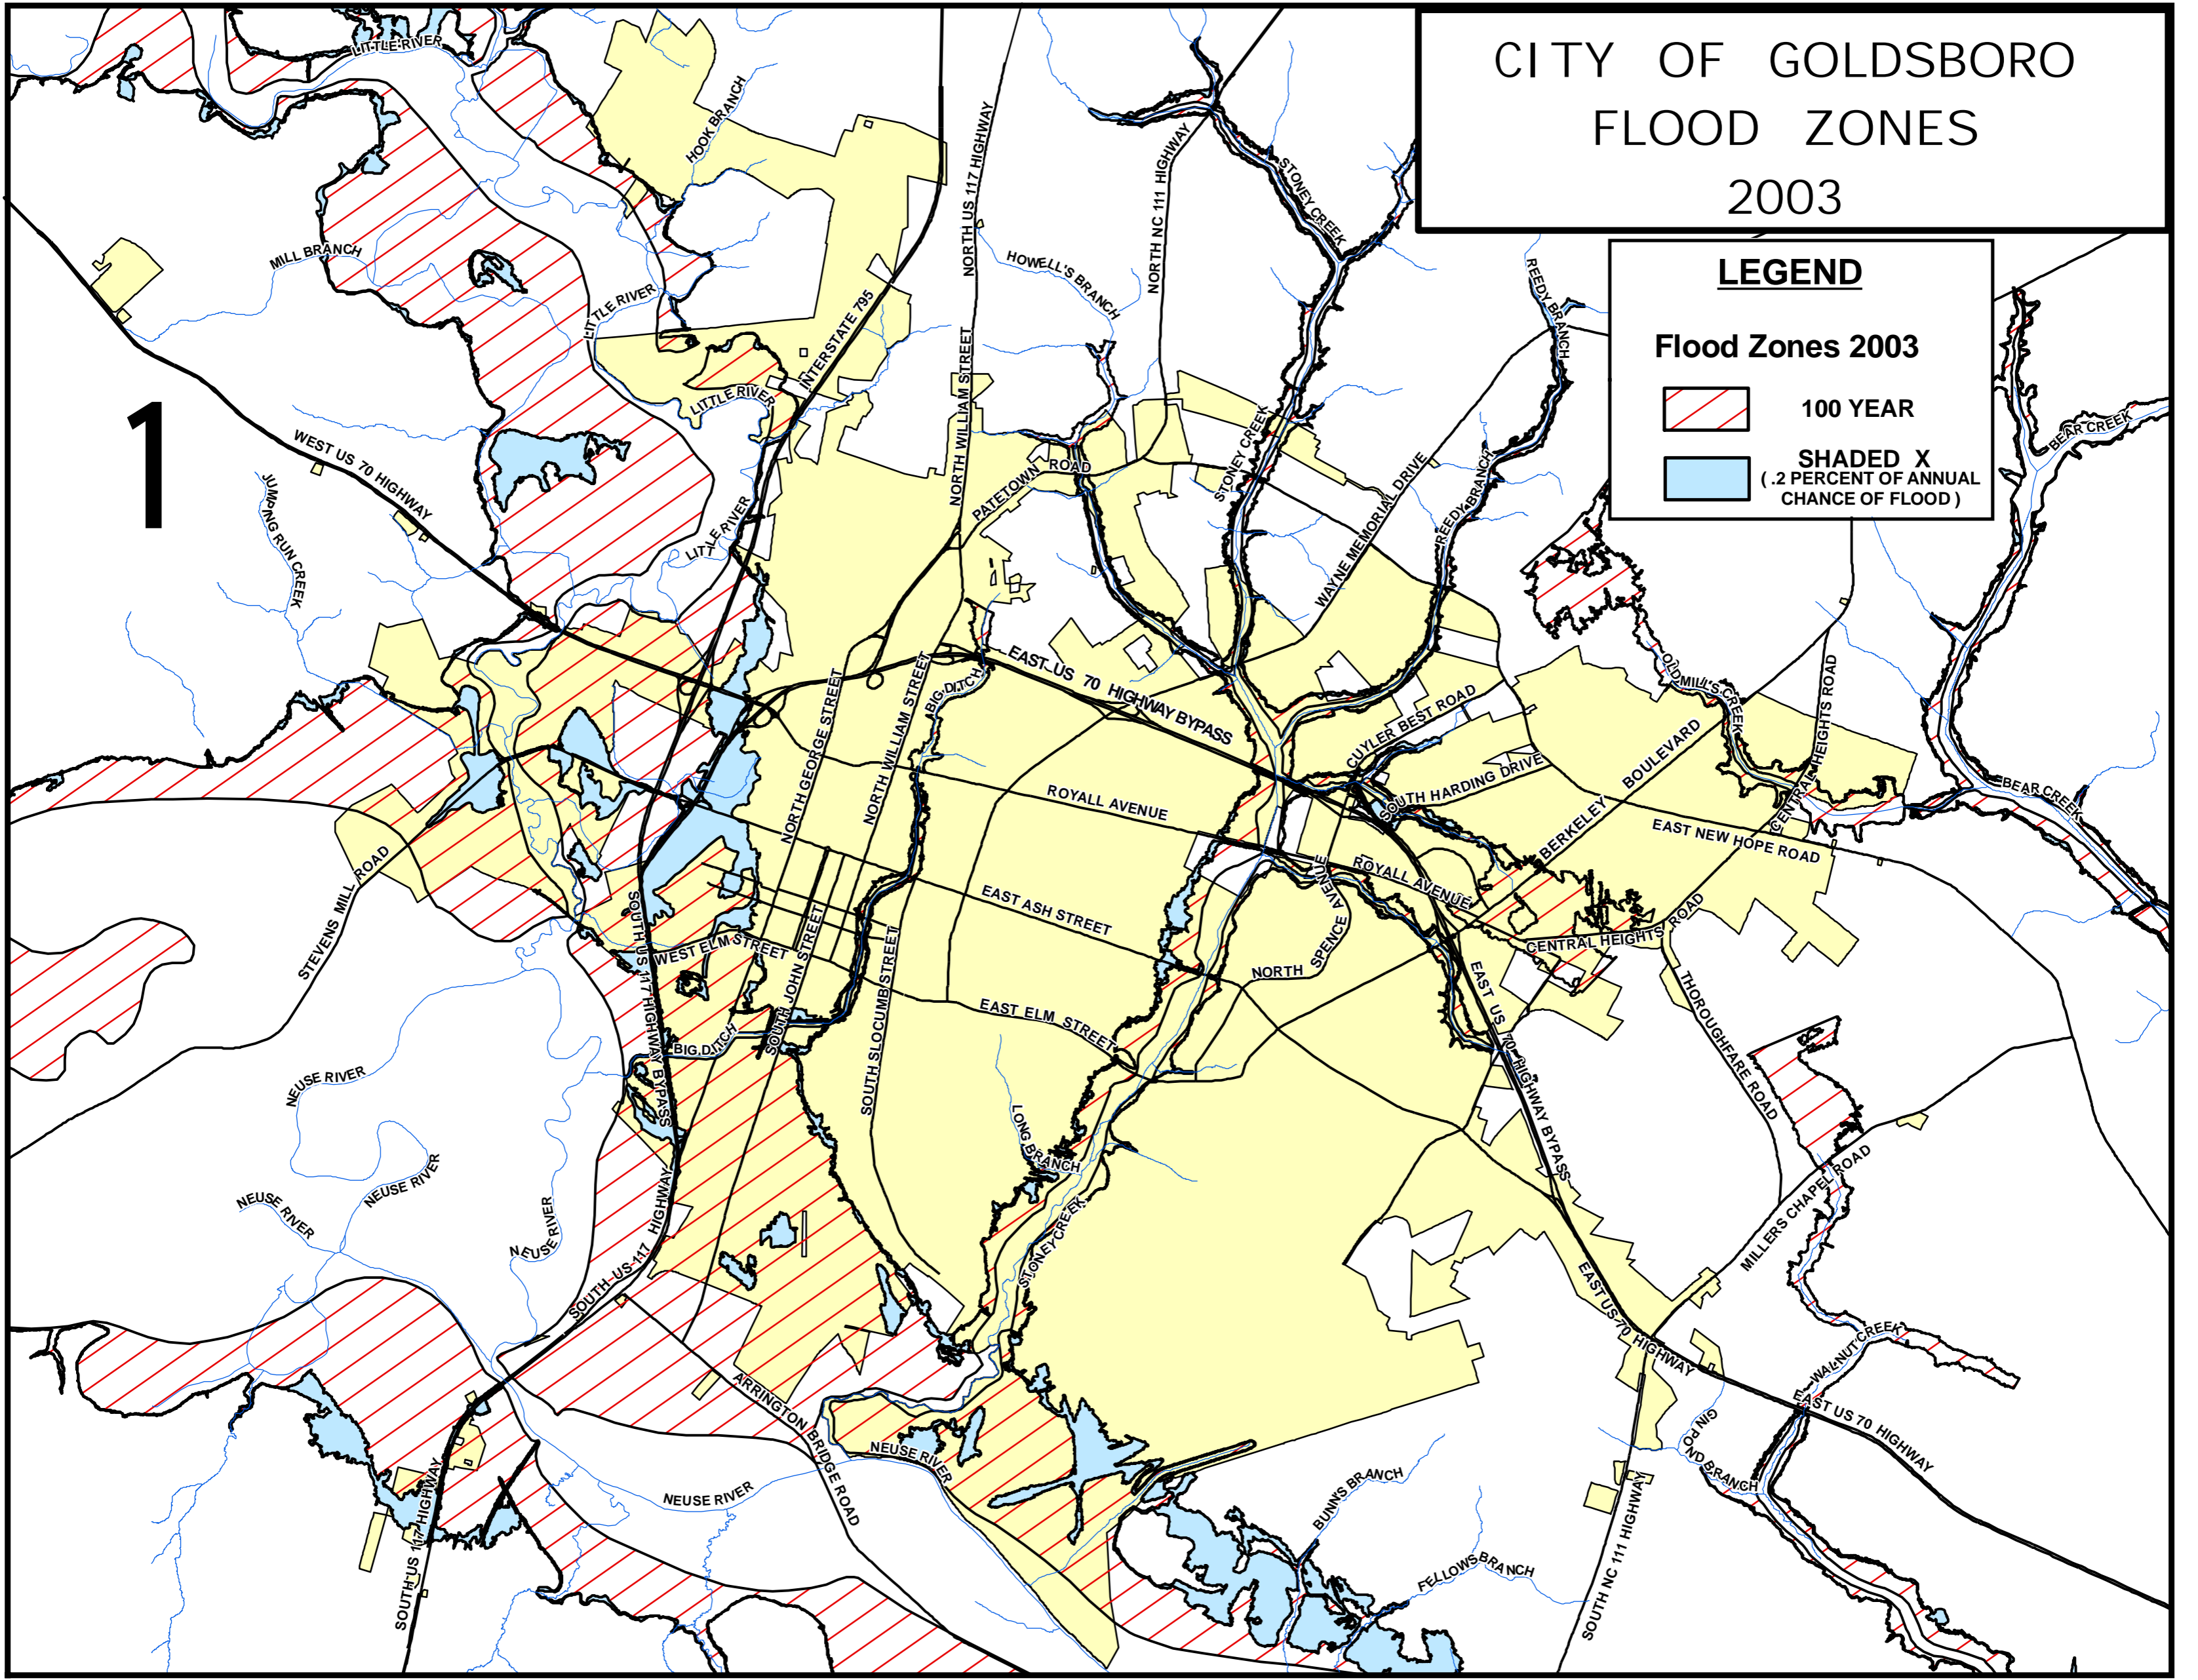 CITY OF GOLDSBORO
FLOOD ZONES
2003
LEGEND
Flood Zones 2003
100 YEAR
SHADED X
( .2 PERCENT OF ANNUAL
CHANCE OF FLOOD )
1
LITTLE RIVER
HOOK BRANCH
NORTH US 117 HIGHWAY
NORTH NC 111 HIGHWAY
STONEY CREEK
MILL BRANCH
HOWELL'S BRANCH
REEDY BRANCH
LITTLE RIVER
INTERSTATE 795
NORTH WILLIAM STREET
LITTLE RIVER
BEAR CREEK
WEST US 70 HIGHWAY
PATETOWN ROAD
STONEY CREEK
WAYNE MEMORIAL DRIVE
REEDY BRANCH
JUMPING RUN CREEK
LITTLE RIVER
OLD MILLS CREEK
CENTRAL HEIGHTS ROAD
EAST US 70 HIGHWAY BYPASS
BIG DITCH
NORTH GEORGE STREET
NORTH WILLIAM STREET
CUYLER BEST ROAD
SOUTH HARDING DRIVE
BERKELEY BOULEVARD
BEAR CREEK
ROYALL AVENUE
EAST NEW HOPE ROAD
STEVENS MILL ROAD
ROYALL AVENUE
EAST ASH STREET
NORTH SPENCE AVENUE
CENTRAL HEIGHTS ROAD
WEST ELM STREET
SOUTH US 117 HIGHWAY BYPASS
SOUTH JOHN STREET
SOUTH SLOCUMB STREET
EAST ELM STREET
EAST US 70 HIGHWAY BYPASS
THOROUGHFARE ROAD
BIG DITCH
NEUSE RIVER
LONG BRANCH
NEUSE RIVER
NEUSE RIVER
NEUSE RIVER
MILLERS CHAPEL ROAD
SOUTH US 117 HIGHWAY
STONEY CREEK
EAST US 70 HIGHWAY
WALNUT CREEK
ARRINGTON BRIDGE ROAD
EAST US 70 HIGHWAY
GIN POND BRANCH
NEUSE RIVER
NEUSE RIVER
BUNN'S BRANCH
SOUTH US 117 HIGHWAY
FELLOWS BRANCH
SOUTH NC 111 HIGHWAY